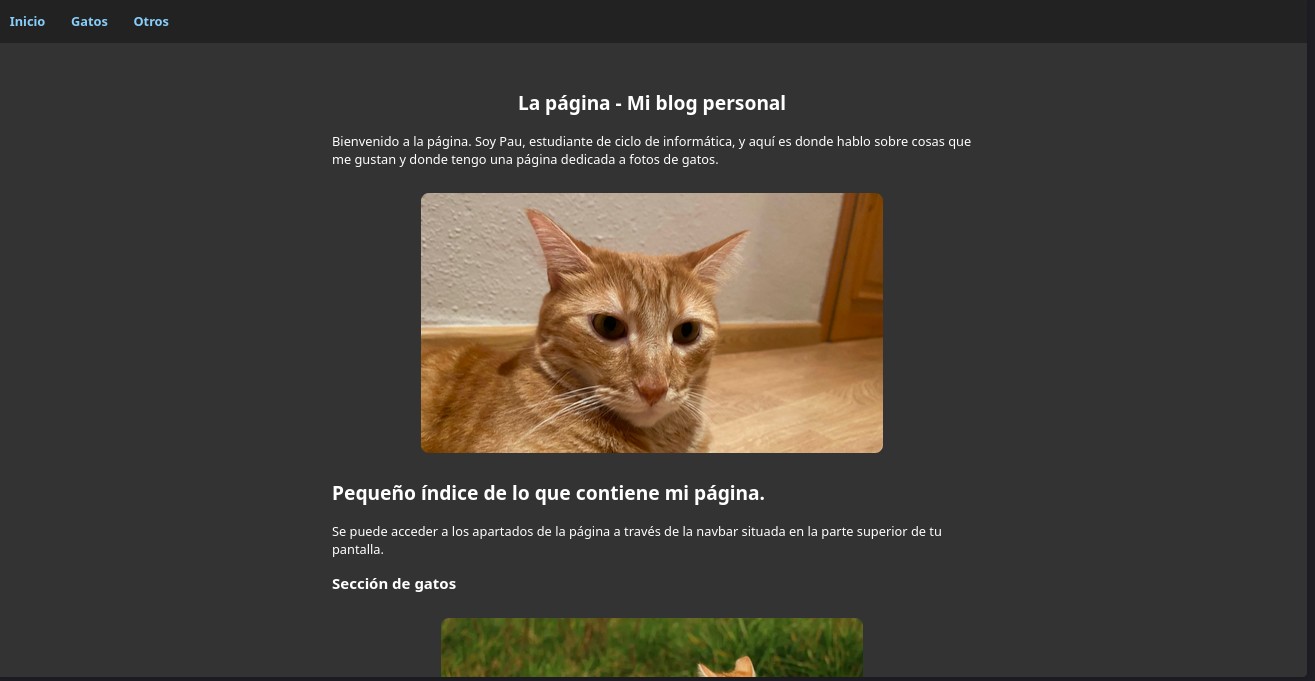 Inicio Gatos Otros
La página - Mi blog personal
Bienvenido a la página. Soy Pau, estudiante de ciclo de informática, y aquí es donde hablo sobre cosas que
me gustan y donde tengo una página dedicada a fotos de gatos.
Pequeño índice de lo que contiene mi página.
Se puede acceder a los apartados de la página a través de la navbar situada en la parte superior de tu
pantalla.
Sección de gatos